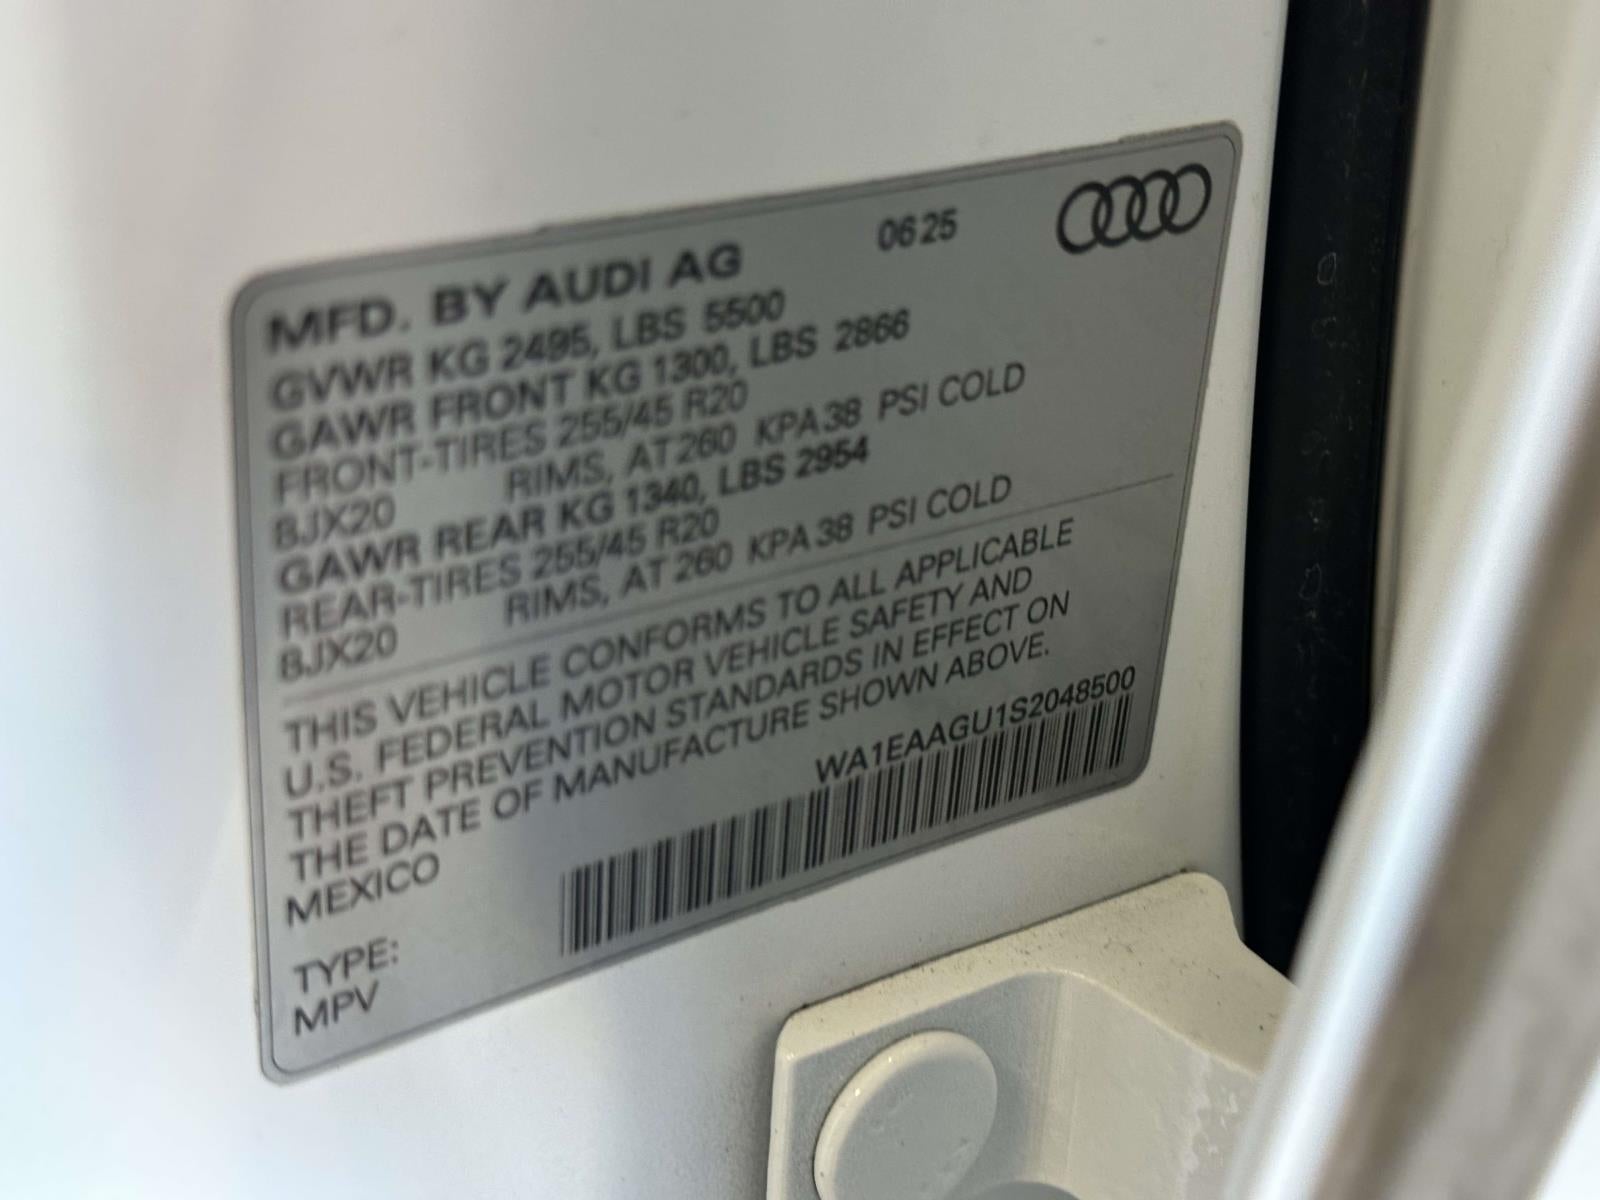 MFD. BY AUDI AG 0625
GVWR KG 2495, LBS 5500
GAWR FRONT KG 1300, LBS 2866
FRONT-TIRES 255/45 R20
8JX20 RIMS, AT 260 KPA 38 PSI COLD
GAWR REAR KG 1340, LBS 2954
REAR-TIRES 255/45 R20
8JX20 RIMS, AT 260 KPA 38 PSI COLD
THIS VEHICLE CONFORMS TO ALL APPLICABLE
U.S. FEDERAL MOTOR VEHICLE SAFETY AND
THEFT PREVENTION STANDARDS IN EFFECT ON
THE DATE OF MANUFACTURE SHOWN ABOVE.
MEXICO
WA1EAAGU1S2048500
TYPE:
MPV